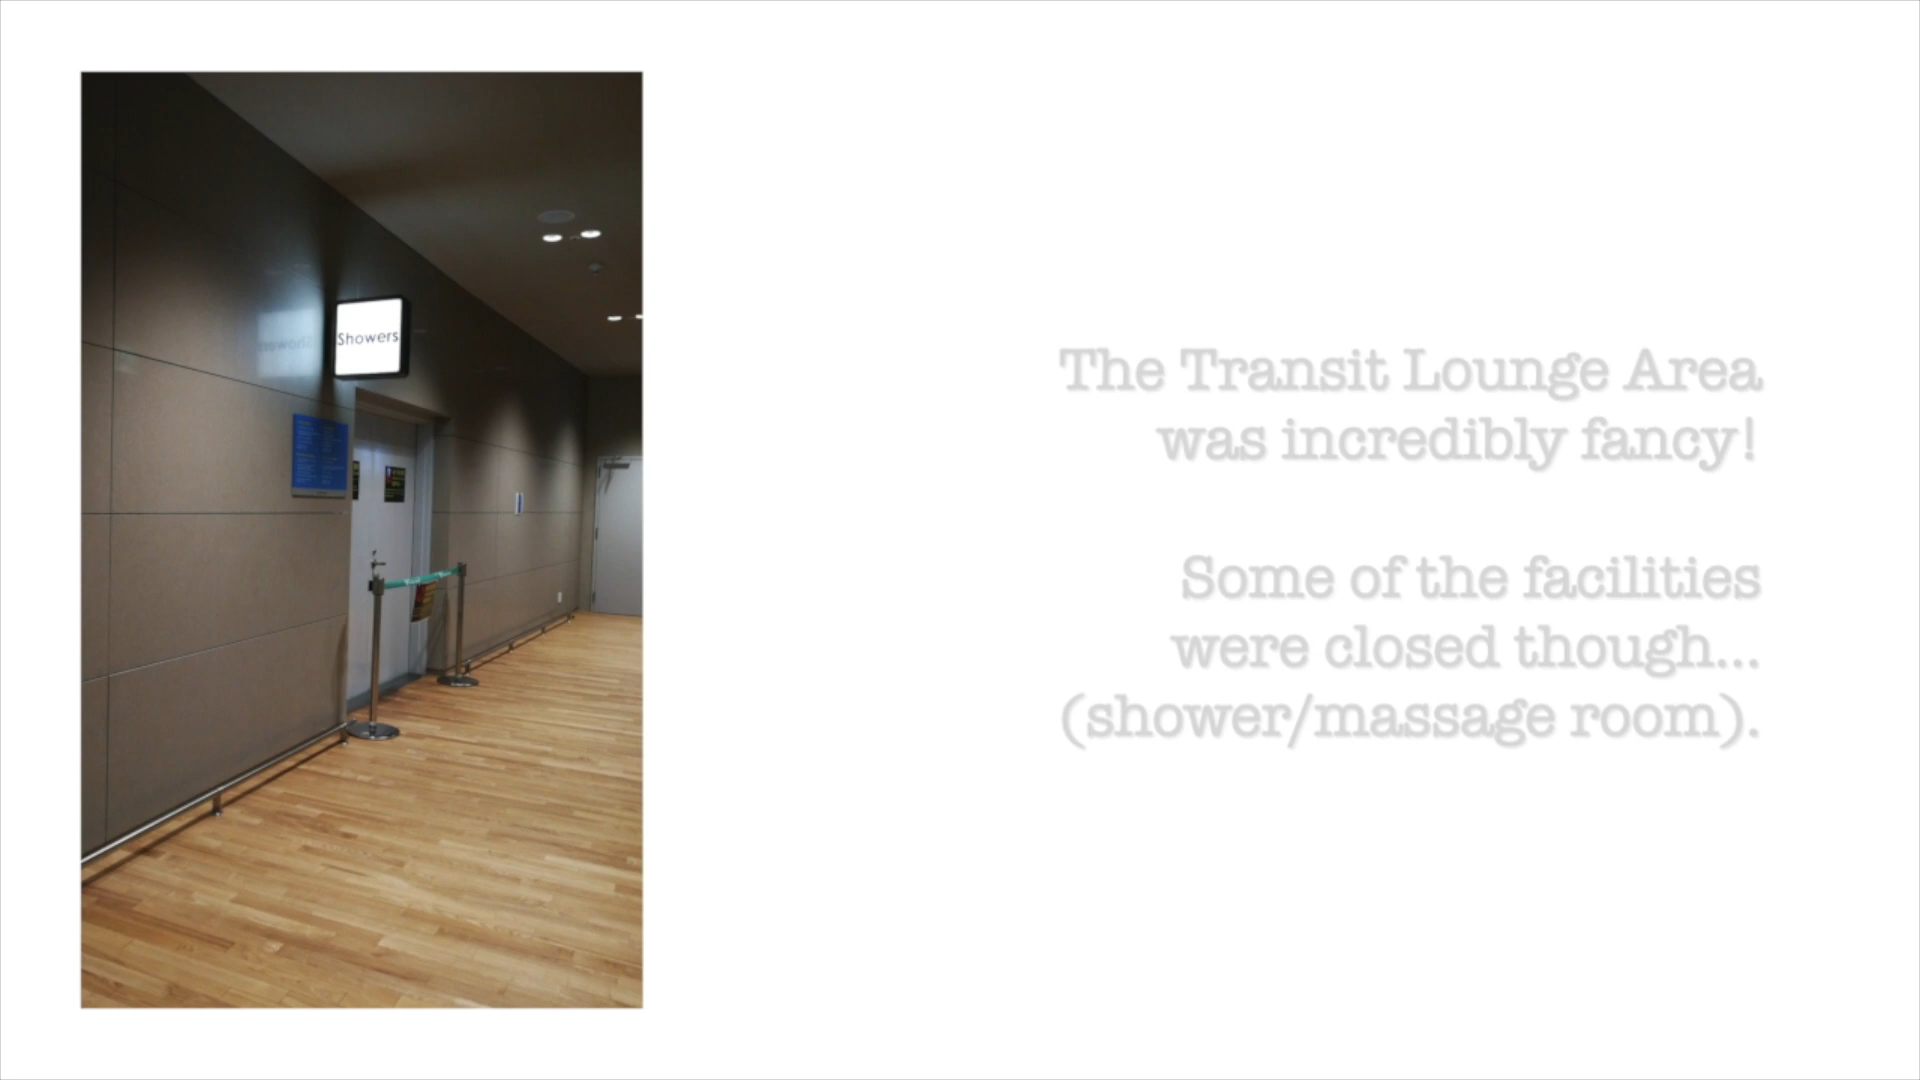 Showers
The Transit Lounge Area
was incredibly fancy!
Some of the facilities
were closed though...
(shower/massage room).